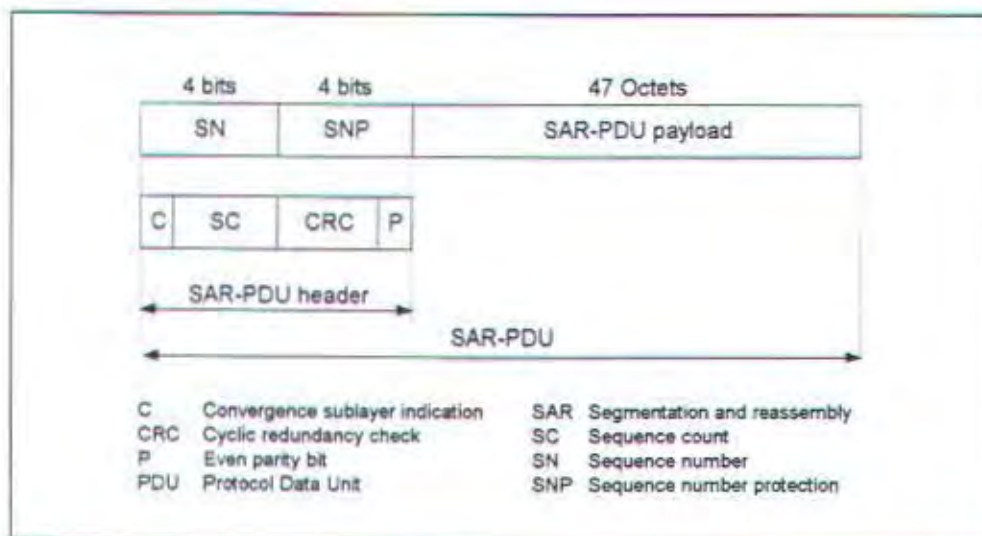 4 bits 4 bits 47 Octets
SN SNP SAR-PDU payload
C SC CRC P
SAR-PDU header
SAR-PDU
C Convergence sublayer indication
CRC Cyclic redundancy check
P Even parity bit
PDU Protocol Data Unit
SAR Segmentation and reassembly
SC Sequence count
SN Sequence number
SNP Sequence number protection